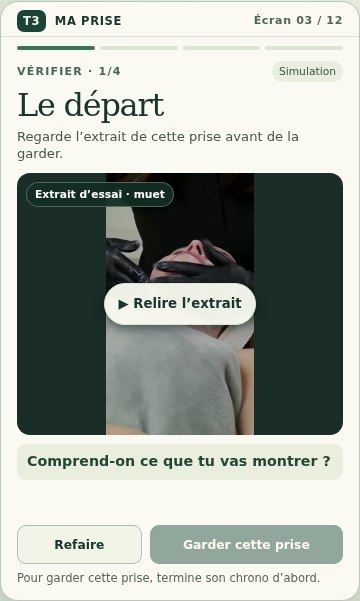 T3 MA PRISE Écran 03 / 12
VÉRIFIER · 1/4 Simulation
Le départ
Regarde l’extrait de cette prise avant de la
garder.
Extrait d’essai · muet
▶ Relire l’extrait
Comprend-on ce que tu vas montrer ?
Refaire Garder cette prise
Pour garder cette prise, termine son chrono d’abord.